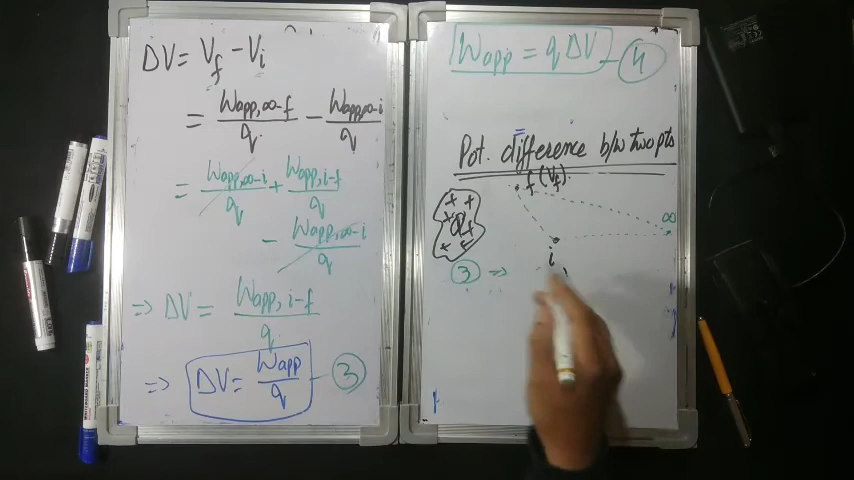 ΔV = Vf - Vi
= Wapp,∞-f/q - Wapp,∞-i/q
= Wapp,∞-i/q + Wapp,i-f/q
- Wapp,∞-i/q
⇒ ΔV = Wapp,i-f/q
⇒ ΔV = Wapp/q - ③
Wapp = qΔV - ④
Pot. difference b/w two pts
f (Vf)
+ +
+ Q +
+ +
∞
i
③ ⇒